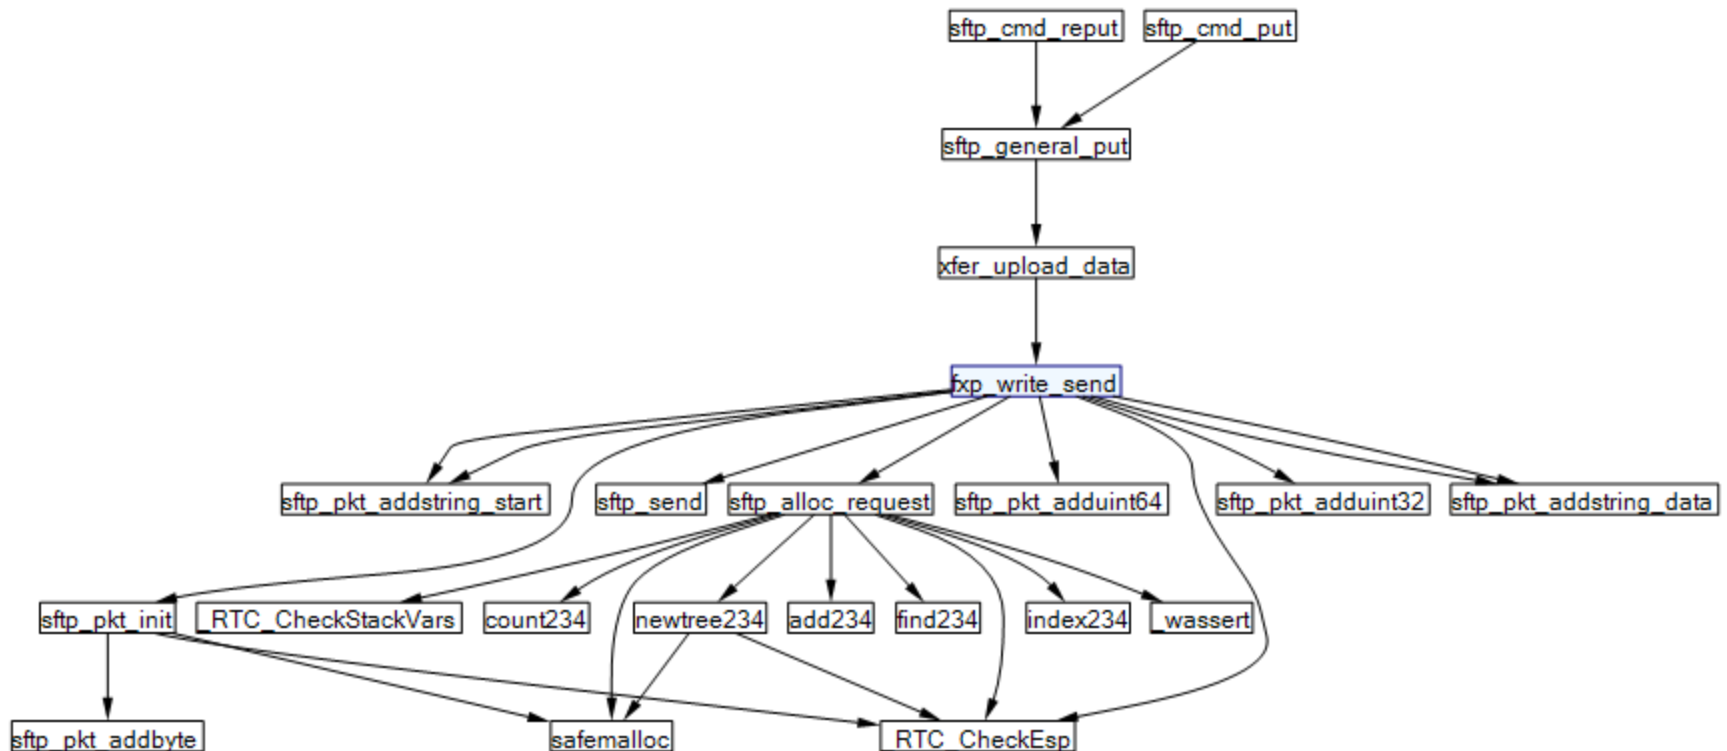 sftp_cmd_reput
sftp_cmd_put
sftp_general_put
xfer_upload_data
fxp_write_send
sftp_pkt_addstring_start
sftp_send
sftp_alloc_request
sftp_pkt_adduint64
sftp_pkt_adduint32
sftp_pkt_addstring_data
sftp_pkt_init
_RTC_CheckStackVars
count234
newtree234
add234
find234
index234
_wassert
sftp_pkt_addbyte
safemalloc
_RTC_CheckEsp